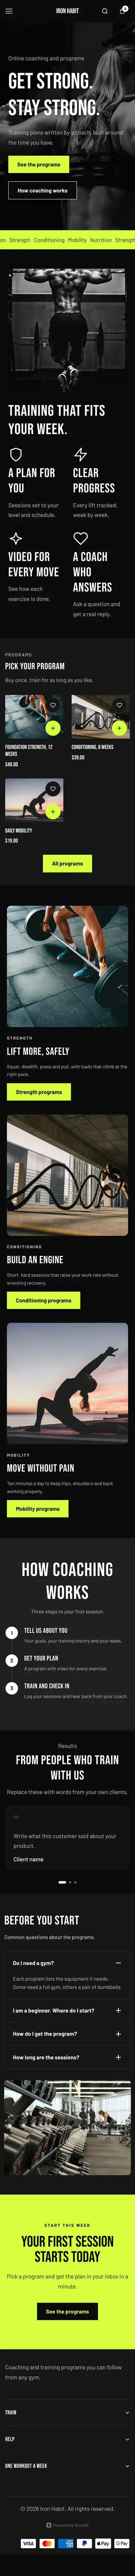 IRON HABIT
Online coaching and programs
GET STRONG.
STAY STRONG.
Training plans written by a coach, built around
the time you have.
See the programs
How coaching works
on Strength Conditioning Mobility Nutrition Strength
TRAINING THAT FITS
YOUR WEEK.
A PLAN FOR
YOU
Sessions set to your
level and schedule.
CLEAR
PROGRESS
Every lift tracked,
week by week.
VIDEO FOR
EVERY MOVE
See how each
exercise is done.
A COACH
WHO
ANSWERS
Ask a question and
get a real reply.
PROGRAMS
PICK YOUR PROGRAM
Buy once, train for as long as you like.
FOUNDATION STRENGTH, 12
WEEKS
$49.00
CONDITIONING, 8 WEEKS
$39.00
DAILY MOBILITY
$19.00
All programs
STRENGTH
LIFT MORE, SAFELY
Squat, deadlift, press and pull, with loads that climb at the
right pace.
Strength programs
CONDITIONING
BUILD AN ENGINE
Short, hard sessions that raise your work rate without
wrecking recovery.
Conditioning programs
MOBILITY
MOVE WITHOUT PAIN
Ten minutes a day to keep hips, shoulders and back
working properly.
Mobility programs
HOW COACHING
WORKS
Three steps to your first session.
1
TELL US ABOUT YOU
Your goals, your training history and your week.
2
GET YOUR PLAN
A program with video for every exercise.
3
TRAIN AND CHECK IN
Log your sessions and hear back from your coach.
Results
FROM PEOPLE WHO TRAIN
WITH US
Replace these with words from your own clients.
Write what this customer said about your
product.
Client name
BEFORE YOU START
Common questions about the programs.
Do I need a gym?
Each program lists the equipment it needs.
Some need a full gym, others a pair of dumbbells.
I am a beginner. Where do I start?
How do I get the program?
How long are the sessions?
START THIS WEEK
YOUR FIRST SESSION
STARTS TODAY
Pick a program and get the plan in your inbox in a
minute.
See the programs
Coaching and training programs you can follow
from any gym.
TRAIN
HELP
ONE WORKOUT A WEEK
© 2026 Iron Habit. All rights reserved.
VISA
Pay
G Pay